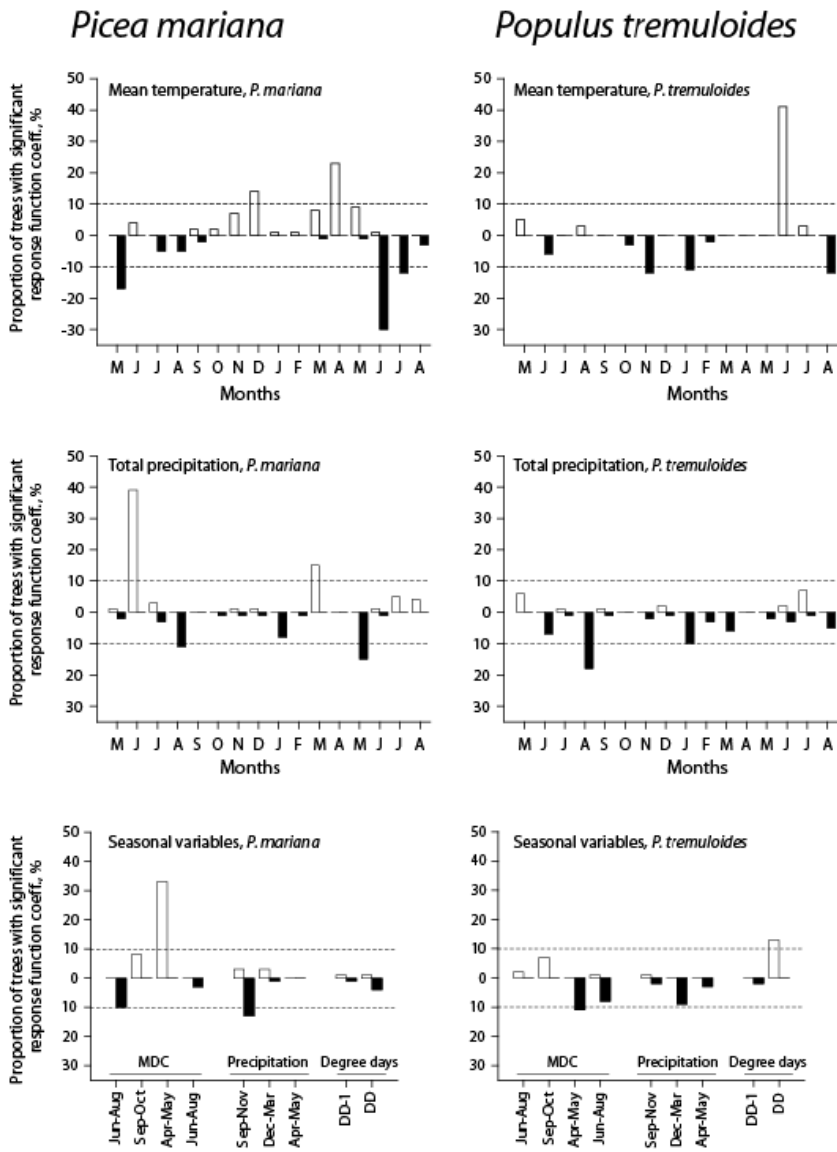 Picea mariana
Populus tremuloides
Proportion of trees with significant
response function coeff., %
Mean temperature, P. mariana
50
40
30
20
10
0
-10
-20
-30
M J J A S O N D J F M A M J J A
Months
Mean temperature, P. tremuloides
50
40
30
20
10
0
10
20
30
M J J A S O N D J F M A M J J A
Months
Proportion of trees with significant
response function coeff., %
Total precipitation, P. mariana
50
40
30
20
10
0
10
20
30
M J J A S O N D J F M A M J J A
Months
Total precipitation, P. tremuloides
50
40
30
20
10
0
10
20
30
M J J A S O N D J F M A M J J A
Months
Proportion of trees with significant
response function coeff., %
Seasonal variables, P. mariana
50
40
30
20
10
0
10
20
30
MDC Precipitation Degree days
Jun-Aug
Sep-Oct
Apr-May
Jun-Aug
Sep-Nov
Dec-Mar
Apr-May
DD-1
DD
Seasonal variables, P. tremuloides
50
40
30
20
10
0
10
20
30
MDC Precipitation Degree days
Jun-Aug
Sep-Oct
Apr-May
Jun-Aug
Sep-Nov
Dec-Mar
Apr-May
DD-1
DD